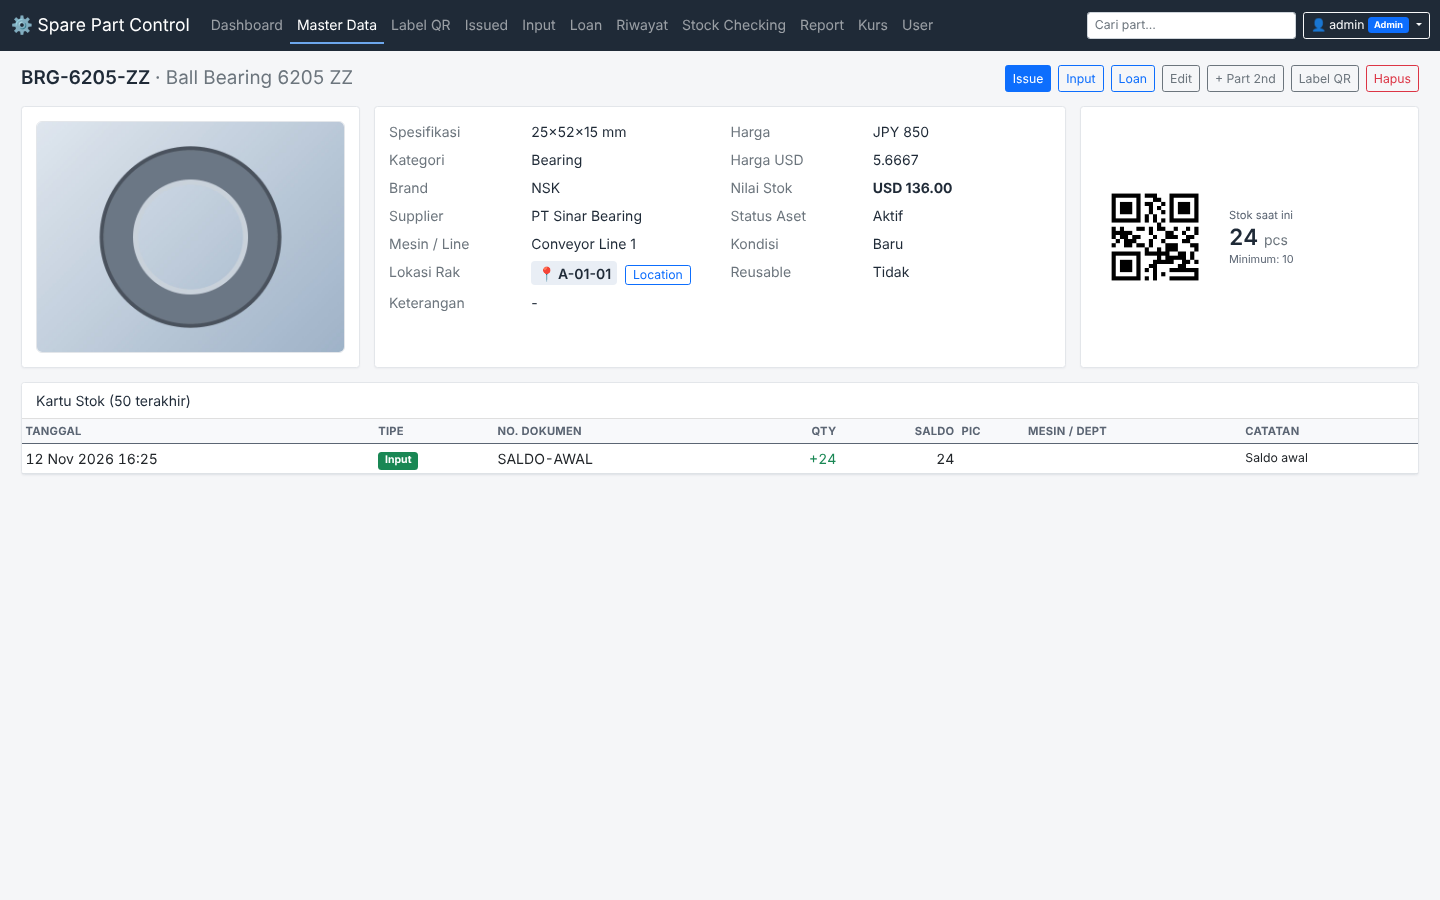 Spare Part Control Dashboard Master Data Label QR Issued Input Loan Riwayat Stock Checking Report Kurs User Cari part... admin Admin
BRG-6205-ZZ · Ball Bearing 6205 ZZ Issue Input Loan Edit + Part 2nd Label QR Hapus
Spesifikasi 25×52×15 mm Harga JPY 850
Kategori Bearing Harga USD 5.6667
Brand NSK Nilai Stok USD 136.00
Supplier PT Sinar Bearing Status Aset Aktif
Mesin / Line Conveyor Line 1 Kondisi Baru
Lokasi Rak A-01-01 Location Reusable Tidak
Keterangan -
Stok saat ini
24 pcs
Minimum: 10
Kartu Stok (50 terakhir)
TANGGAL TIPE NO. DOKUMEN QTY SALDO PIC MESIN / DEPT CATATAN
12 Nov 2026 16:25 Input SALDO-AWAL +24 24 Saldo awal